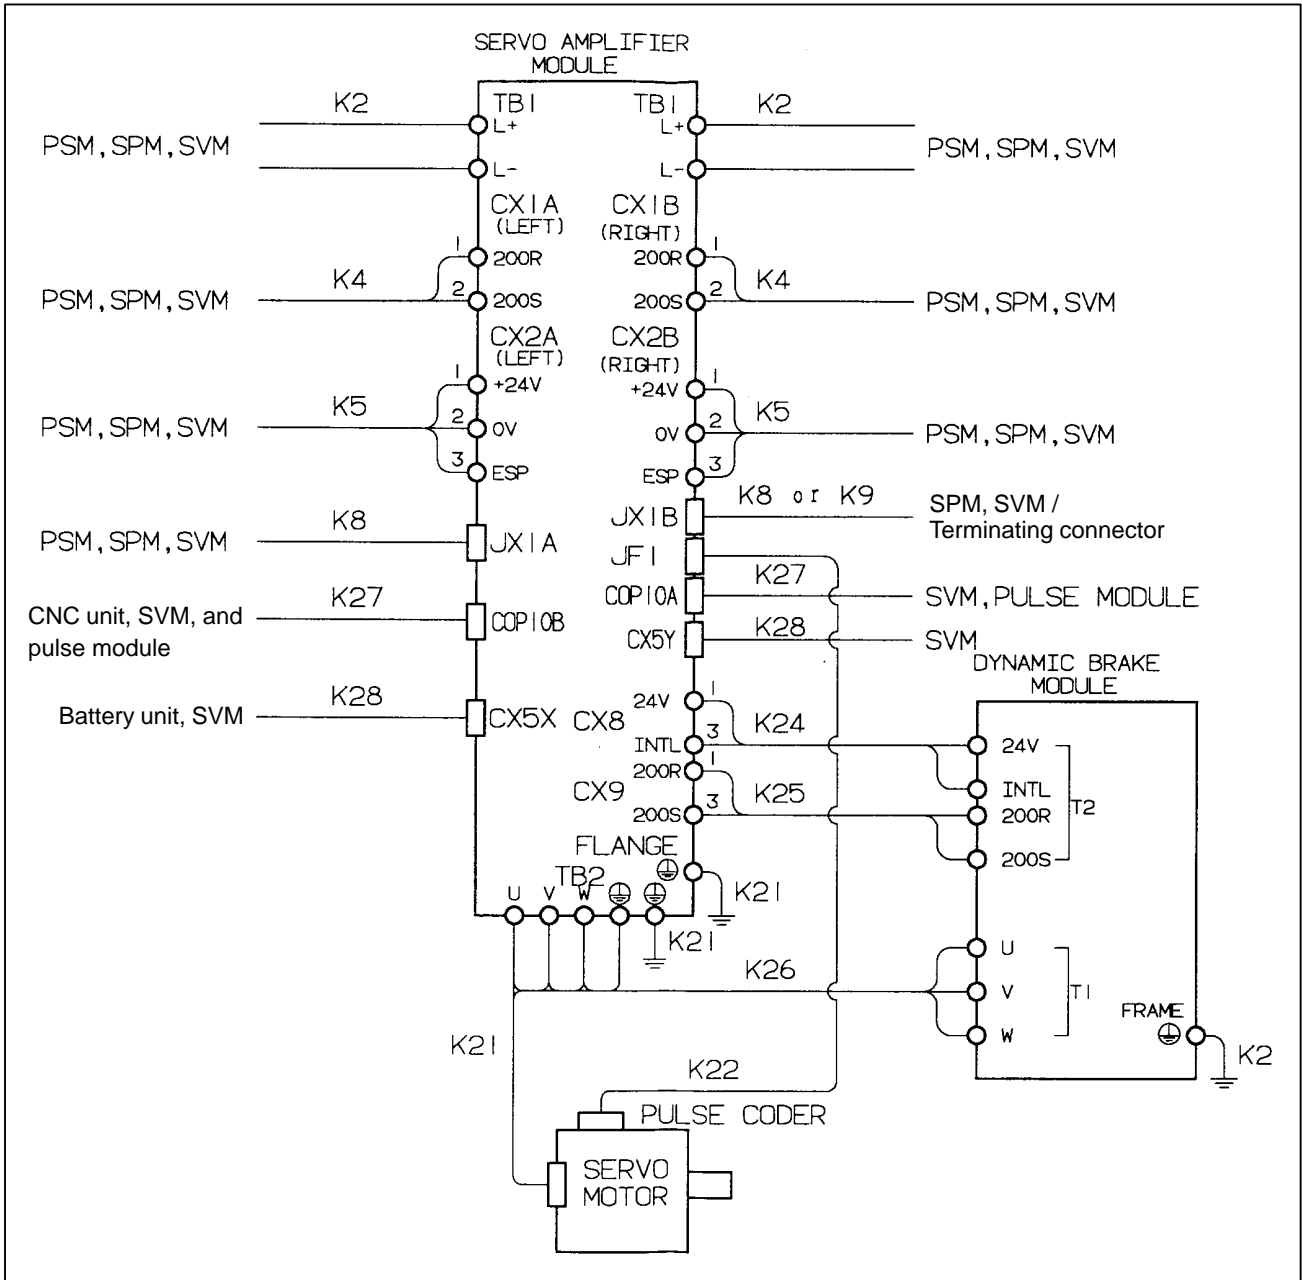 SERVO AMPLIFIER
MODULE
K2
TB1
TB1
K2
L+
L+
PSM, SPM, SVM
PSM, SPM, SVM
L-
L-
CX1A
(LEFT)
CX1B
(RIGHT)
1
200R
200R
1
K4
K4
PSM, SPM, SVM
2
200S
200S
2
PSM, SPM, SVM
CX2A
(LEFT)
CX2B
(RIGHT)
1
+24V
+24V
1
K5
K5
PSM, SPM, SVM
2
0V
0V
2
PSM, SPM, SVM
3
ESP
ESP
3
K8 or K9
SPM, SVM /
Terminating connector
JX1B
K8
PSM, SPM, SVM
JX1A
JF1
K27
COP10A
SVM, PULSE MODULE
K27
CNC unit, SVM, and
pulse module
COP10B
K28
CX5Y
SVM
DYNAMIC BRAKE
MODULE
K28
Battery unit, SVM
CX5X
CX8
24V
1
K24
INTL
3
24V
INTL
CX9
200R
1
K25
200S
3
200R
200S
T2
FLANGE
K21
TB2
U
V
W
K21
K26
U
V
W
T1
FRAME
K2
K21
K22
PULSE CODER
SERVO
MOTOR